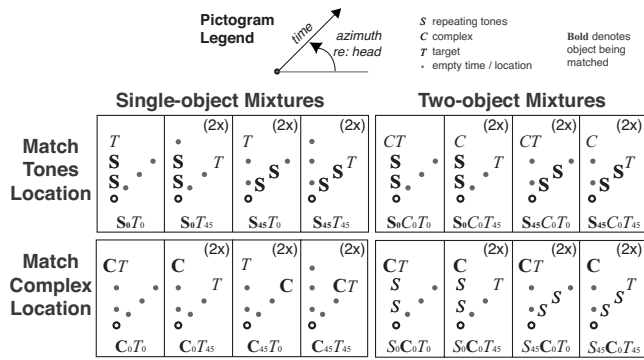 Pictogram
Legend
time
azimuth
re: head
S repeating tones
C complex
T target
• empty time / location
Bold denotes
object being
matched
Single-object Mixtures
Two-object Mixtures
Match
Tones
Location
(2x) (2x) (2x) (2x) (2x) (2x)
T T CT C CT C
S S T S T S S T S S T
S S S S S S S S
S0T0 S0T45 S45T0 S45T45 S0C0T0 S0C0T45 S45C0T0 S45C0T45
Match
Complex
Location
(2x) (2x) (2x) (2x) (2x) (2x)
CT C T CT C CT C
T C CT S S T S S T
S S S S
C0T0 C0T45 C45T0 C45T45 S0C0T0 S0C0T45 S45C0T0 S45C0T45